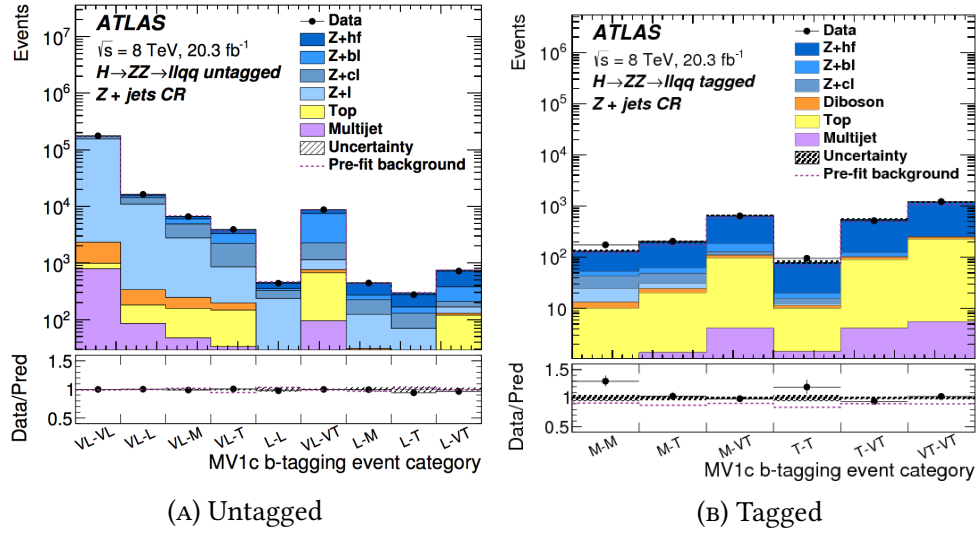 Events
10⁷
10⁶
10⁵
10⁴
10³
10²
ATLAS
√s = 8 TeV, 20.3 fb⁻¹
H→ZZ→llqq untagged
Z + jets CR
Data
Z+hf
Z+bl
Z+cl
Z+l
Top
Multijet
Uncertainty
Pre-fit background
Data/Pred
1.5
1
0.5
VL-VL
VL-L
VL-M
VL-T
L-L
VL-VT
L-M
L-T
L-VT
MV1c b-tagging event category
(A) Untagged
Events
10⁶
10⁵
10⁴
10³
10²
10
ATLAS
√s = 8 TeV, 20.3 fb⁻¹
H→ZZ→llqq tagged
Z + jets CR
Data
Z+hf
Z+bl
Z+cl
Diboson
Top
Multijet
Uncertainty
Pre-fit background
Data/Pred
1.5
1
0.5
M-M
M-T
M-VT
T-T
T-VT
VT-VT
MV1c b-tagging event category
(B) Tagged